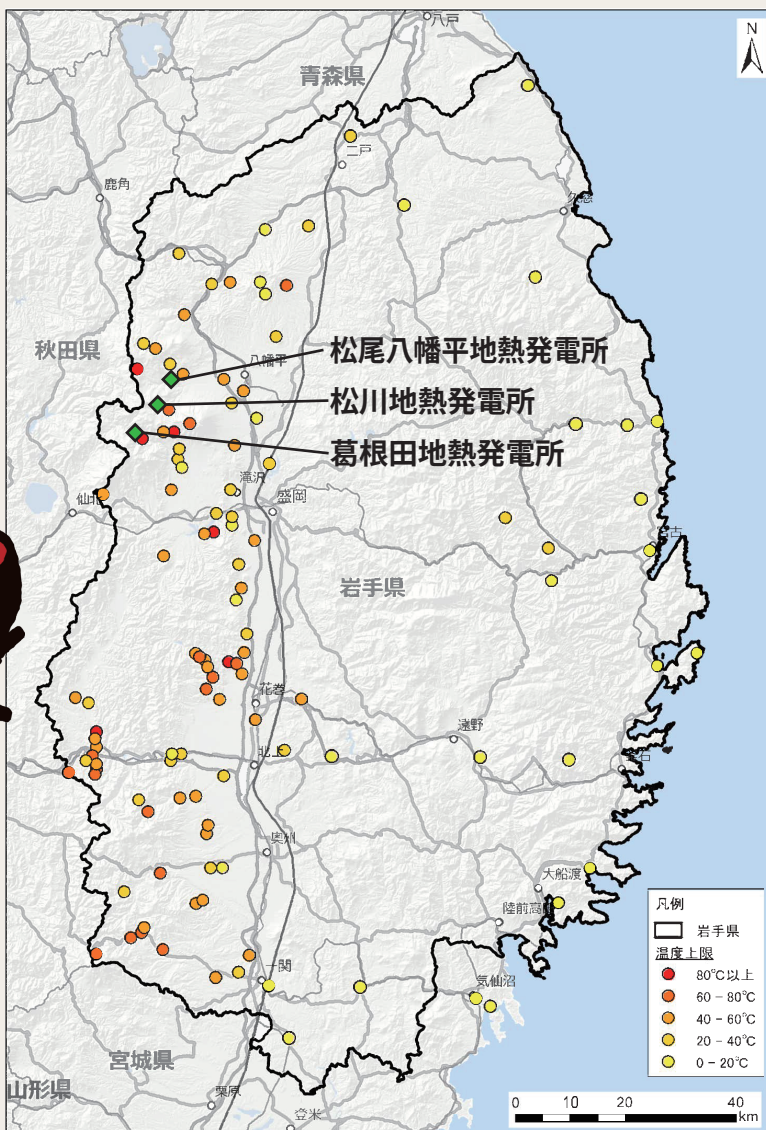 八戸
N
青森県
二戸
鹿角
久慈
秋田県
松尾八幡平地熱発電所
八幡平
松川地熱発電所
葛根田地熱発電所
滝沢
仙北
盛岡
宮古
岩手県
花巻
遠野
北上
釜石
奥州
大船渡
陸前高田
凡例
岩手県
温度上限
80℃以上
60 – 80℃
40 – 60℃
20 – 40℃
0 – 20℃
一関
気仙沼
宮城県
山形県
栗原
登米
0 10 20 40
km